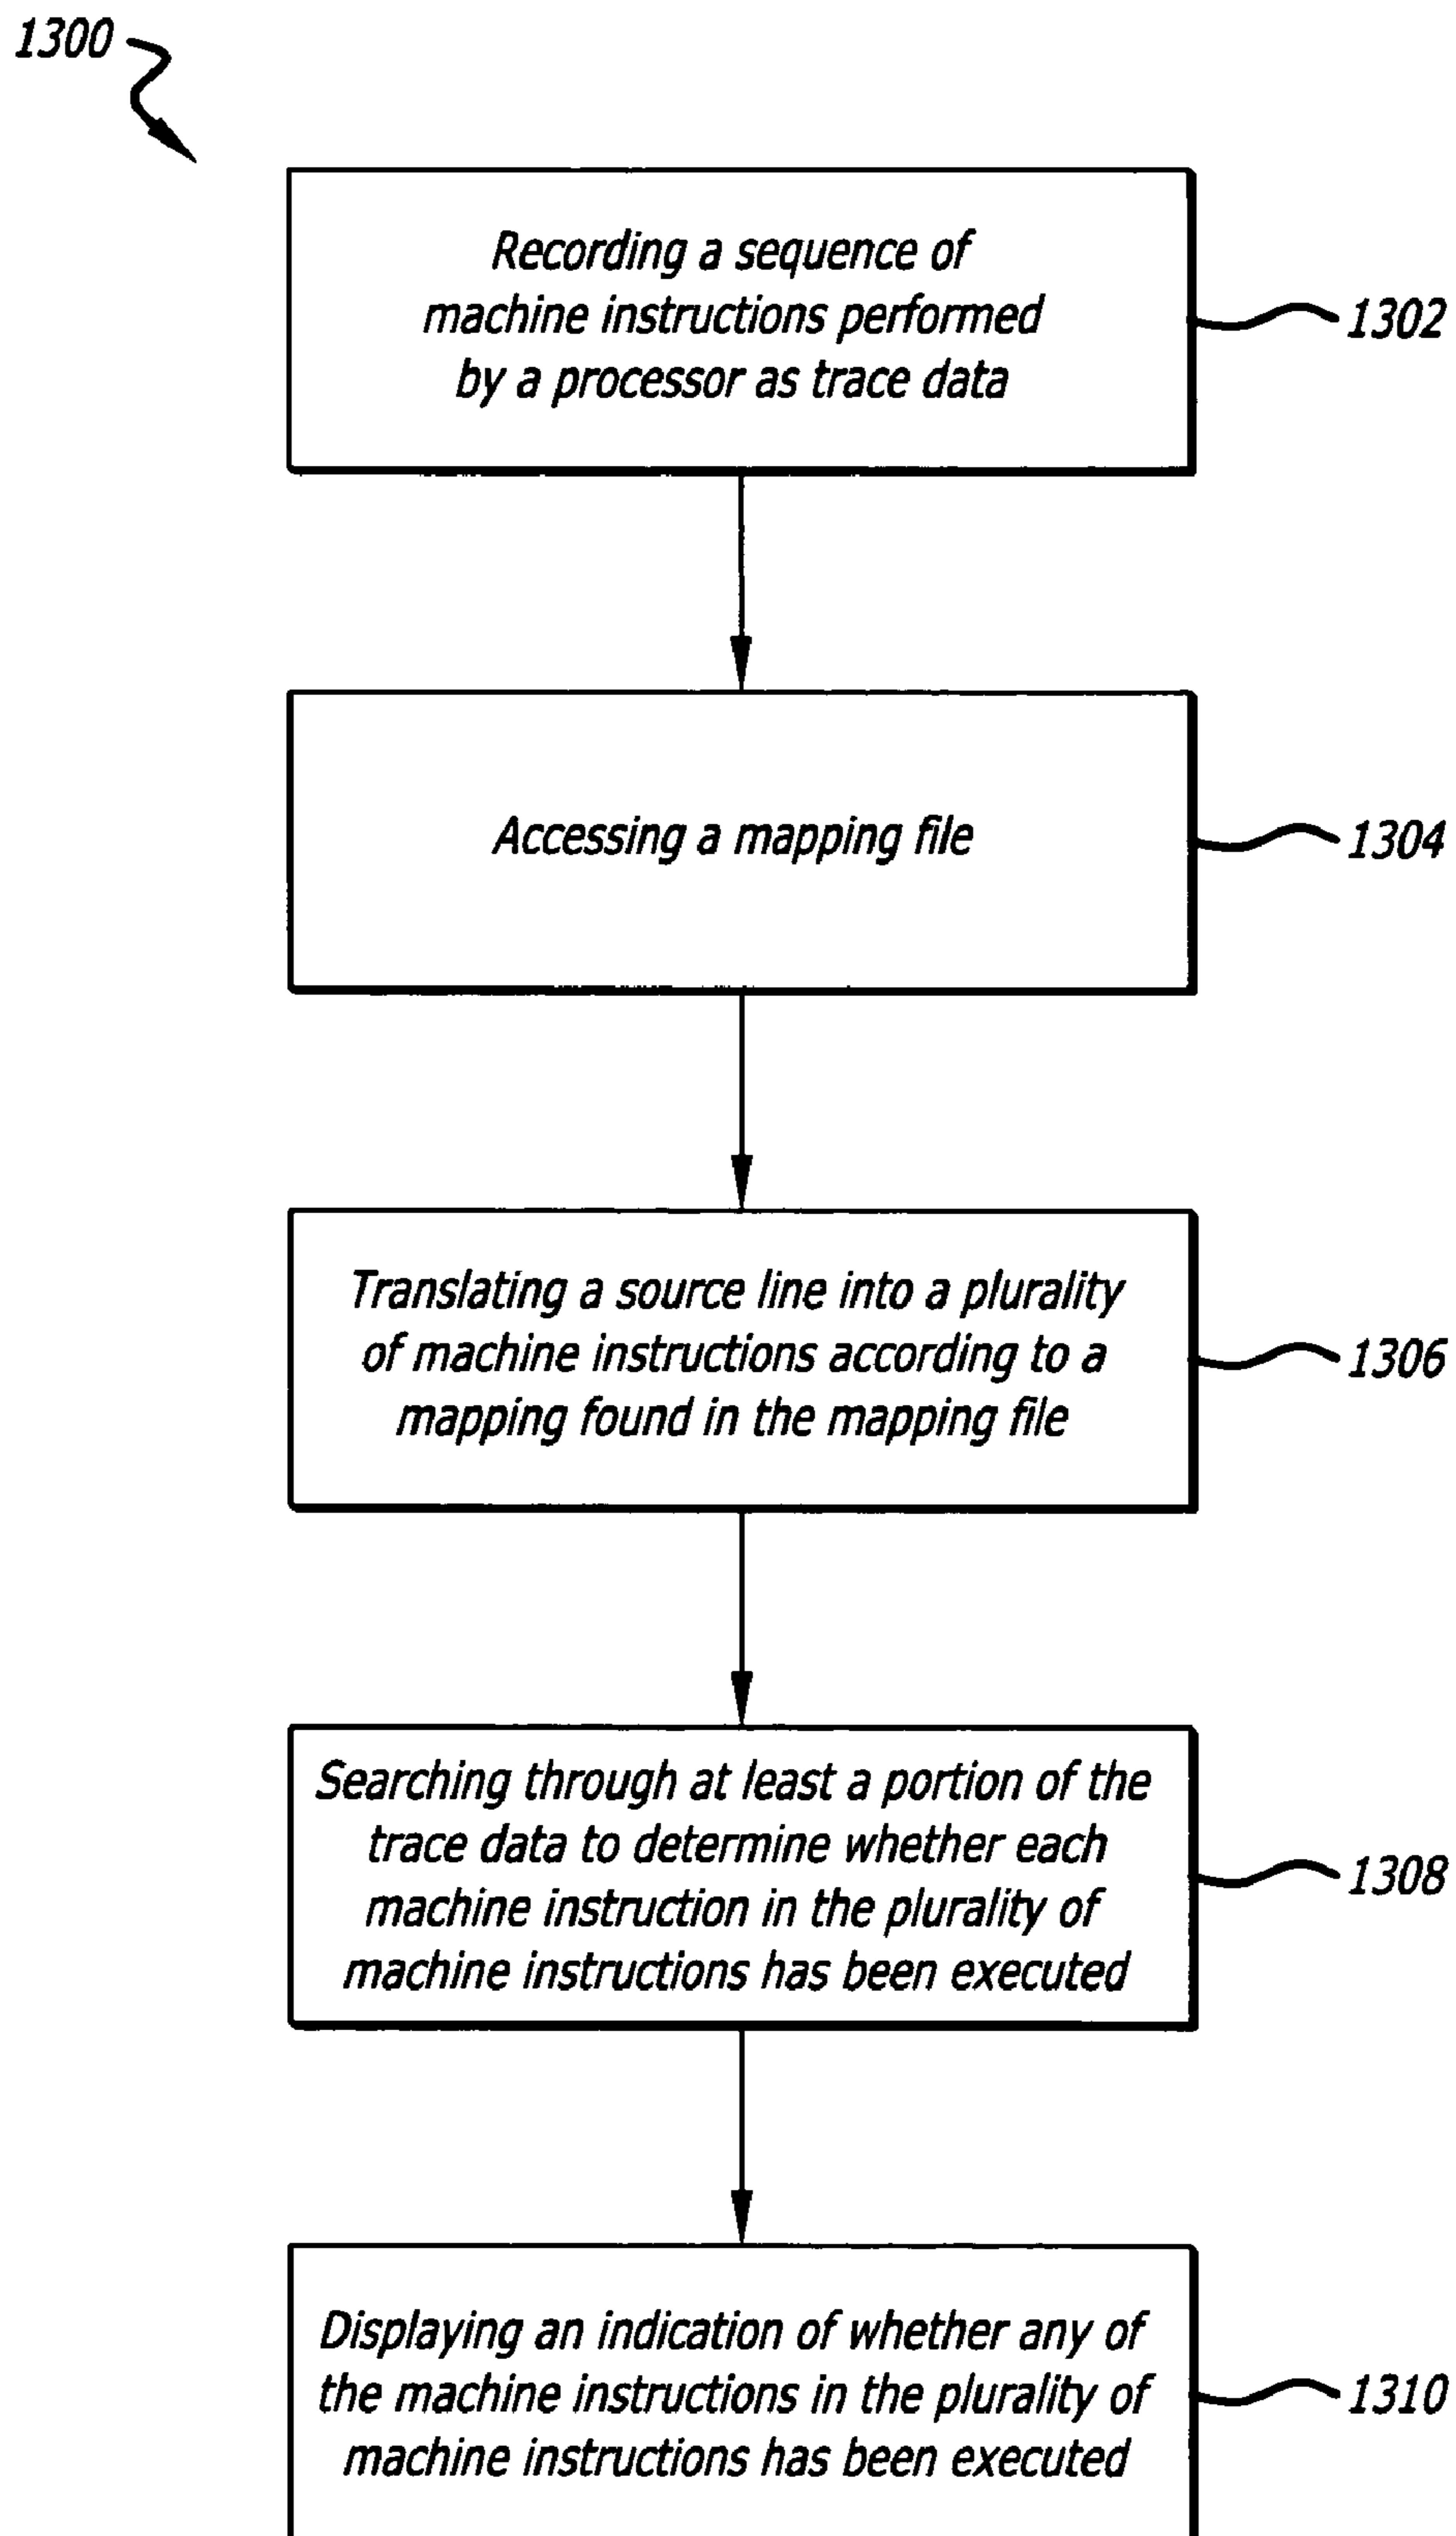 1300
Recording a sequence of
machine instructions performed
by a processor as trace data
1302
Accessing a mapping file
1304
Translating a source line into a plurality
of machine instructions according to a
mapping found in the mapping file
1306
Searching through at least a portion of the
trace data to determine whether each
machine instruction in the plurality of
machine instructions has been executed
1308
Displaying an indication of whether any of
the machine instructions in the plurality of
machine instructions has been executed
1310